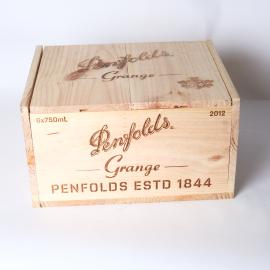 Penfolds
Grange
6x750mL
2012
Penfolds.
Grange
PENFOLDS ESTD 1844